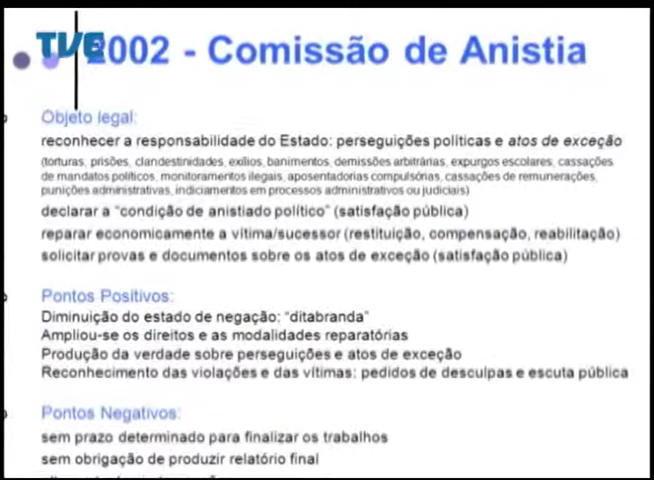 TVE
2002 - Comissão de Anistia
Objeto legal:
reconhecer a responsabilidade do Estado: perseguições políticas e atos de exceção
(torturas, prisões, clandestinidades, exílios, banimentos, demissões arbitrárias, expurgos escolares, cassações
de mandatos políticos, monitoramentos ilegais, aposentadorias compulsórias, cassações de remunerações,
punições administrativas, indiciamentos em processos administrativos ou judiciais)
declarar a “condição de anistiado político” (satisfação pública)
reparar economicamente a vítima/sucessor (restituição, compensação, reabilitação)
solicitar provas e documentos sobre os atos de exceção (satisfação pública)
Pontos Positivos:
Diminuição do estado de negação: “ditabranda”
Ampliou-se os direitos e as modalidades reparatórias
Produção da verdade sobre perseguições e atos de exceção
Reconhecimento das violações e das vítimas: pedidos de desculpas e escuta pública
Pontos Negativos:
sem prazo determinado para finalizar os trabalhos
sem obrigação de produzir relatório final